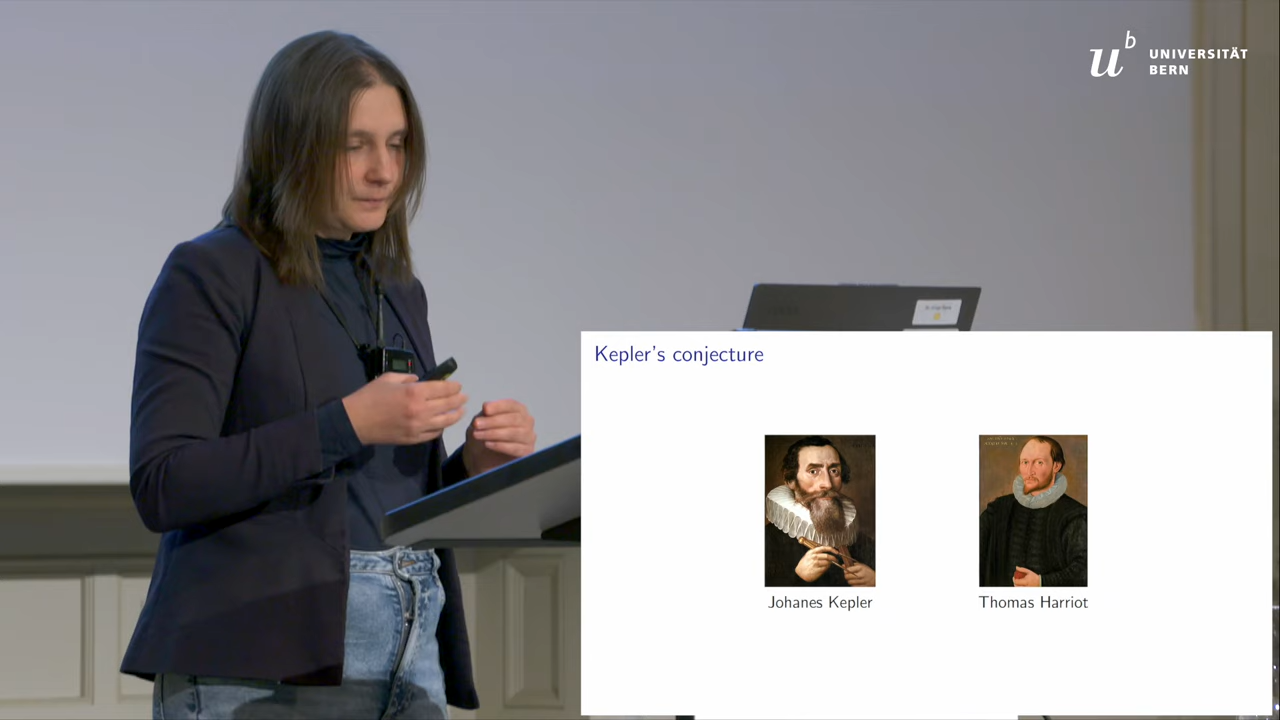 u b UNIVERSITÄT
BERN
Kepler's conjecture
Johanes Kepler
Thomas Harriot